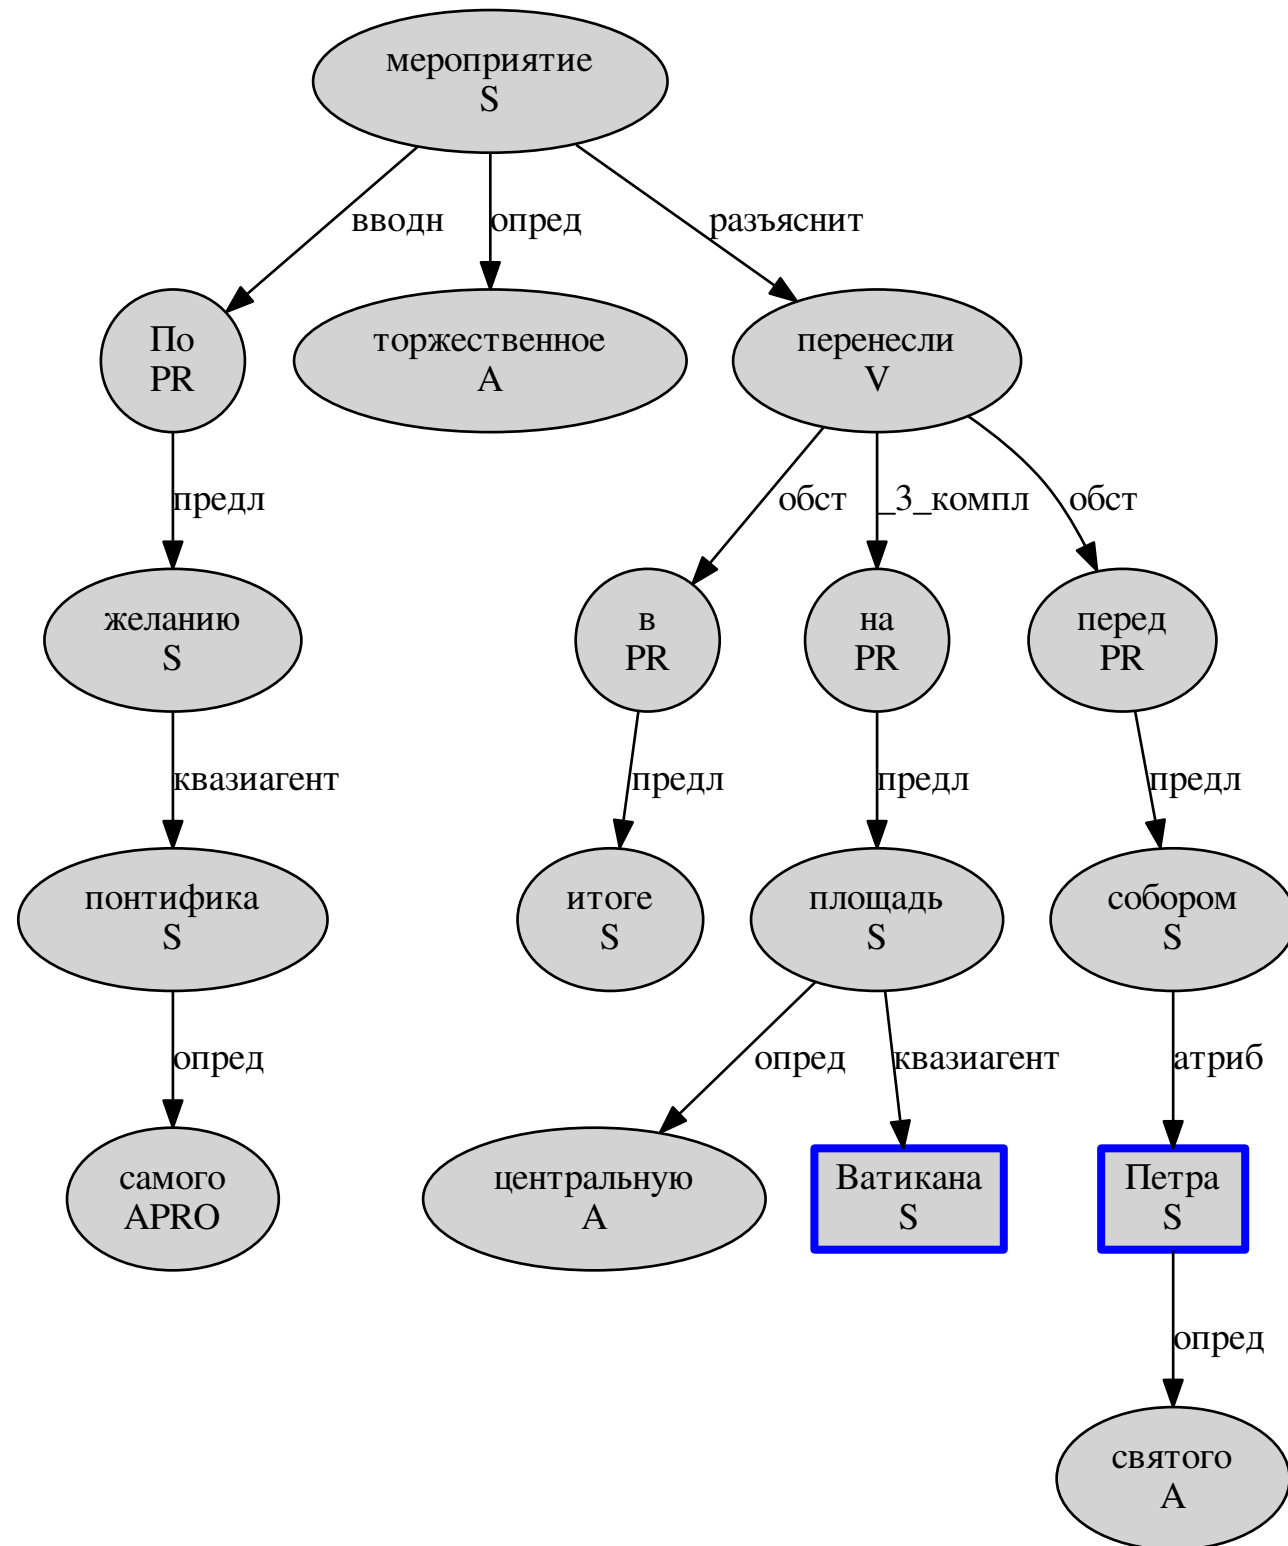 мероприятие
S
вводн
опред
разъяснит
По
PR
торжественное
A
перенесли
V
предл
обст
_3_компл
обст
желанию
S
в
PR
на
PR
перед
PR
квазиагент
предл
предл
предл
понтифика
S
итоге
S
площадь
S
собором
S
опред
опред
квазиагент
атриб
самого
APRO
центральную
A
Ватикана
S
Петра
S
опред
святого
A